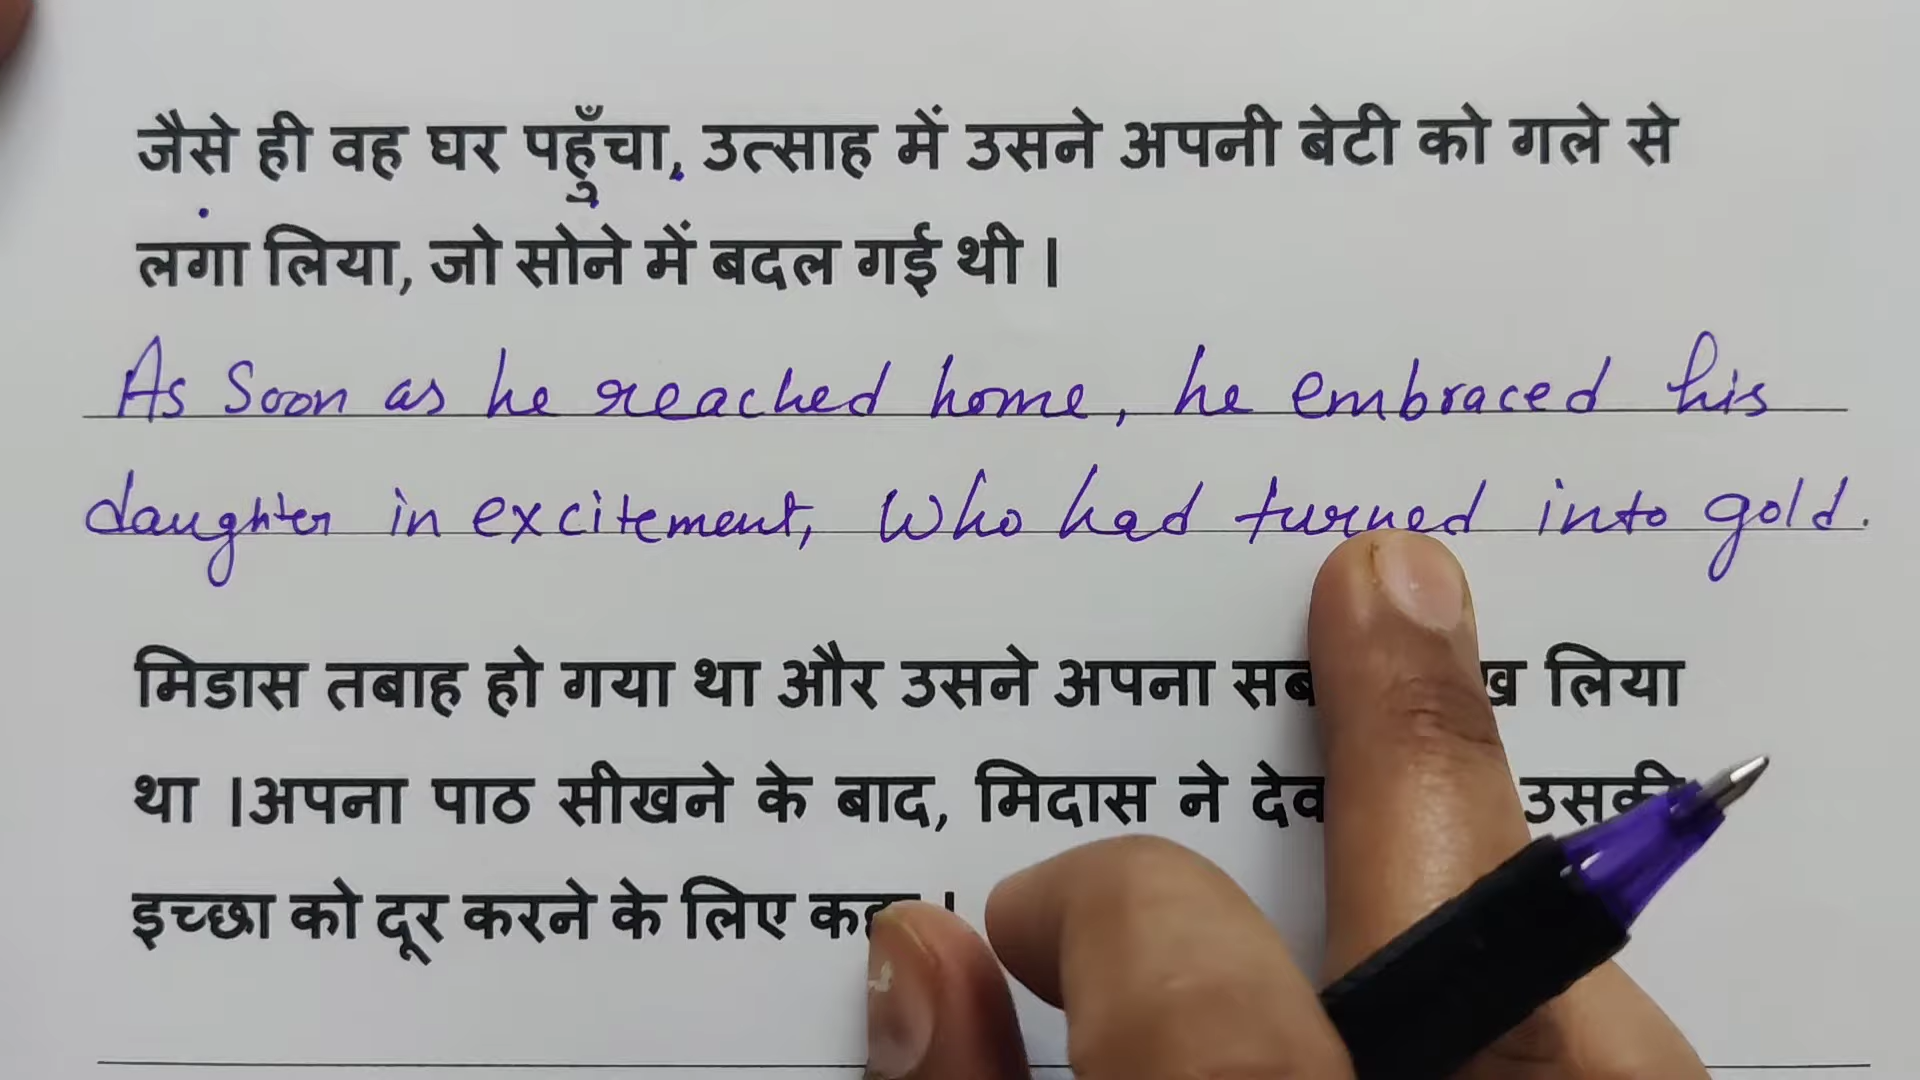 जैसे ही वह घर पहुँचा, उत्साह में उसने अपनी बेटी को गले से
लगा लिया, जो सोने में बदल गई थी ।
As Soon as he reached home, he embraced his
daughter in excitement, Who had turned into gold.
मिडास तबाह हो गया था और उसने अपना लिया
था ।अपना पाठ सीखने के बाद, मिदास ने उसकी
इच्छा को दूर करने के लिए ।